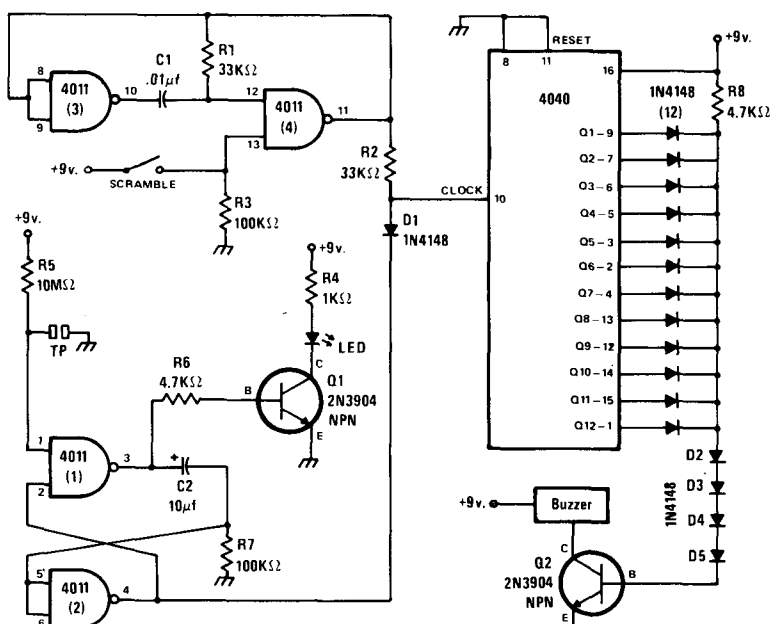 +9v.
RESET
8
11
16
4040
1N4148
(12)
R8
4.7KΩ
C1
.01µf
R1
33KΩ
8
9
4011
(3)
10
12
13
4011
(4)
11
+9v.
SCRAMBLE
R2
33KΩ
R3
100KΩ
CLOCK
10
D1
1N4148
Q1-9
Q2-7
Q3-6
Q4-5
Q5-3
Q6-2
Q7-4
Q8-13
Q9-12
Q10-14
Q11-15
Q12-1
+9v.
R5
10MΩ
TP
+9v.
R4
1KΩ
LED
R6
4.7KΩ
B
C
E
Q1
2N3904
NPN
1
2
4011
(1)
3
+
C2
10µf
R7
100KΩ
5
6
4011
(2)
4
D2
D3
D4
D5
1N4148
+9v.
Buzzer
C
Q2
2N3904
NPN
B
E